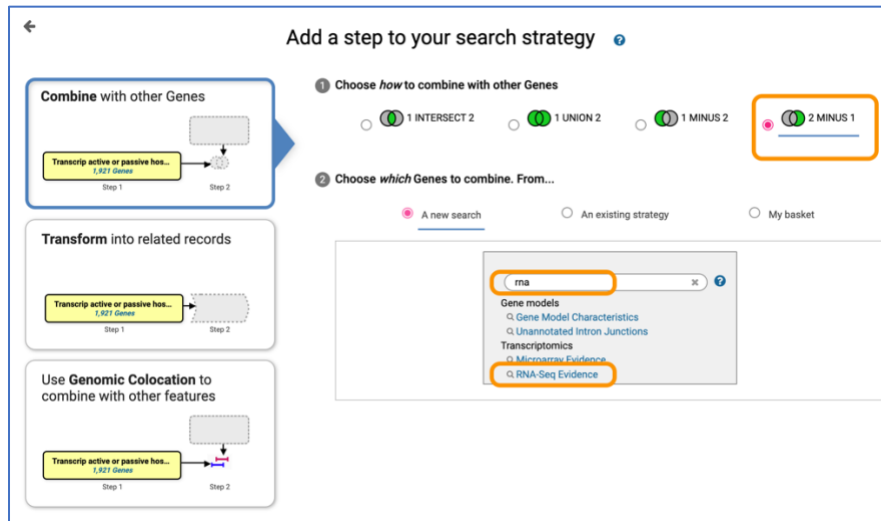 Add a step to your search strategy ?
Combine with other Genes
Transcrip active or passive hos...
1,921 Genes
Step 1
Step 2
Transform into related records
Transcrip active or passive hos...
1,921 Genes
Step 1
Step 2
Use Genomic Colocation to
combine with other features
Transcrip active or passive hos...
1,921 Genes
Step 1
Step 2
1 Choose how to combine with other Genes
1 INTERSECT 2
1 UNION 2
1 MINUS 2
2 MINUS 1
2 Choose which Genes to combine. From...
A new search
An existing strategy
My basket
rna
Gene models
Gene Model Characteristics
Unannotated Intron Junctions
Transcriptomics
Microarray Evidence
RNA-Seq Evidence